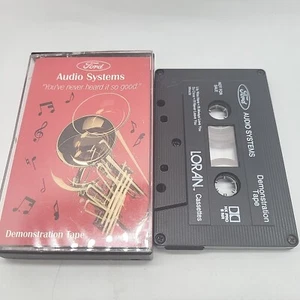 Ford
Audio Systems
"You've never heard it so good."
Demonstration Tape
Ford
AUDIO SYSTEMS
Demonstration
Tape
LORAN
Cassettes